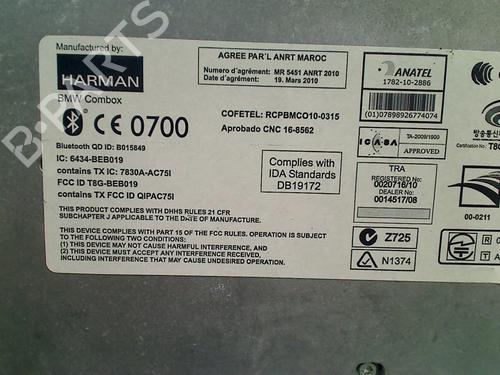 Manufactured by:
HARMAN
BMW Combox
CE 0700
Bluetooth QD ID: B015849
IC: 6434-BEB019
contains TX IC: 7830A-AC75I
FCC ID T8G-BEB019
contains TX FCC ID QIPAC75I
THIS PRODUCT COMPLIES WITH DHHS RULES 21 CFR
SUBCHAPTER J APPLICABLE TO THE DATE OF MANUFACTURE.
THIS DEVICE COMPLIES WITH PART 15 OF THE FCC RULES. OPERATION IS SUBJECT
TO THE FOLLOWING TWO CONDITIONS:
(1) THIS DEVICE MAY NOT CAUSE HARMFUL INTERFERENCE, AND
(2) THIS DEVICE MUST ACCEPT ANY INTERFERENCE RECEIVED, INCLUDING
INTERFERENCE THAT MAY CAUSE UNDESIRED OPERATION.
AGREE PAR'L ANRT MAROC
Numéro d'agrément: MR 5451 ANRT 2010
Date d'agrément: 19. Mars 2010
COFETEL: RCPBMCO10-0315
Aprobado CNC 16-8562
Complies with
IDA Standards
DB19172
ANATEL
1782-10-2886
(01)07898926774074
ICASA
TA-2009/1900
APPROVED
TRA
REGISTERED No
0020716/10
DEALER No
0014517/08
Z725
N1374
방송통신
T8G
00-0211
R
T
B-Parts